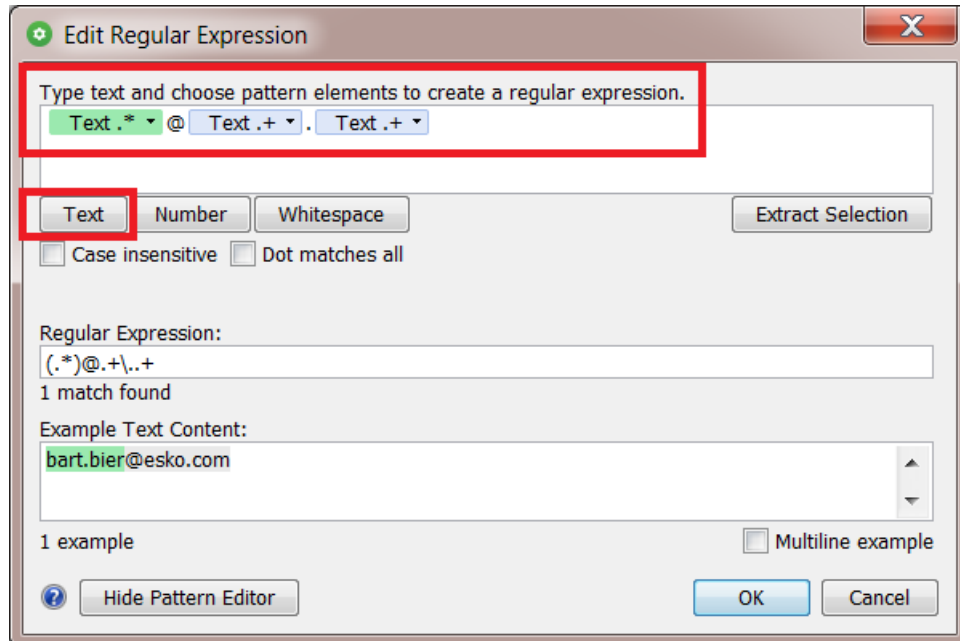 Edit Regular Expression
X
Type text and choose pattern elements to create a regular expression.
Text .* @ Text .+ . Text .+
Text Number Whitespace Extract Selection
Case insensitive Dot matches all
Regular Expression:
(.*)@.+\..+
1 match found
Example Text Content:
bart.bier@esko.com
1 example Multiline example
? Hide Pattern Editor OK Cancel